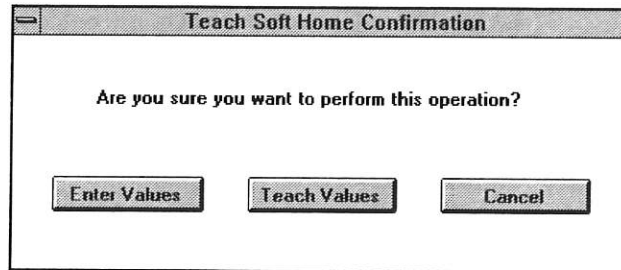 Teach Soft Home Confirmation
Are you sure you want to perform this operation?
Enter Values Teach Values Cancel